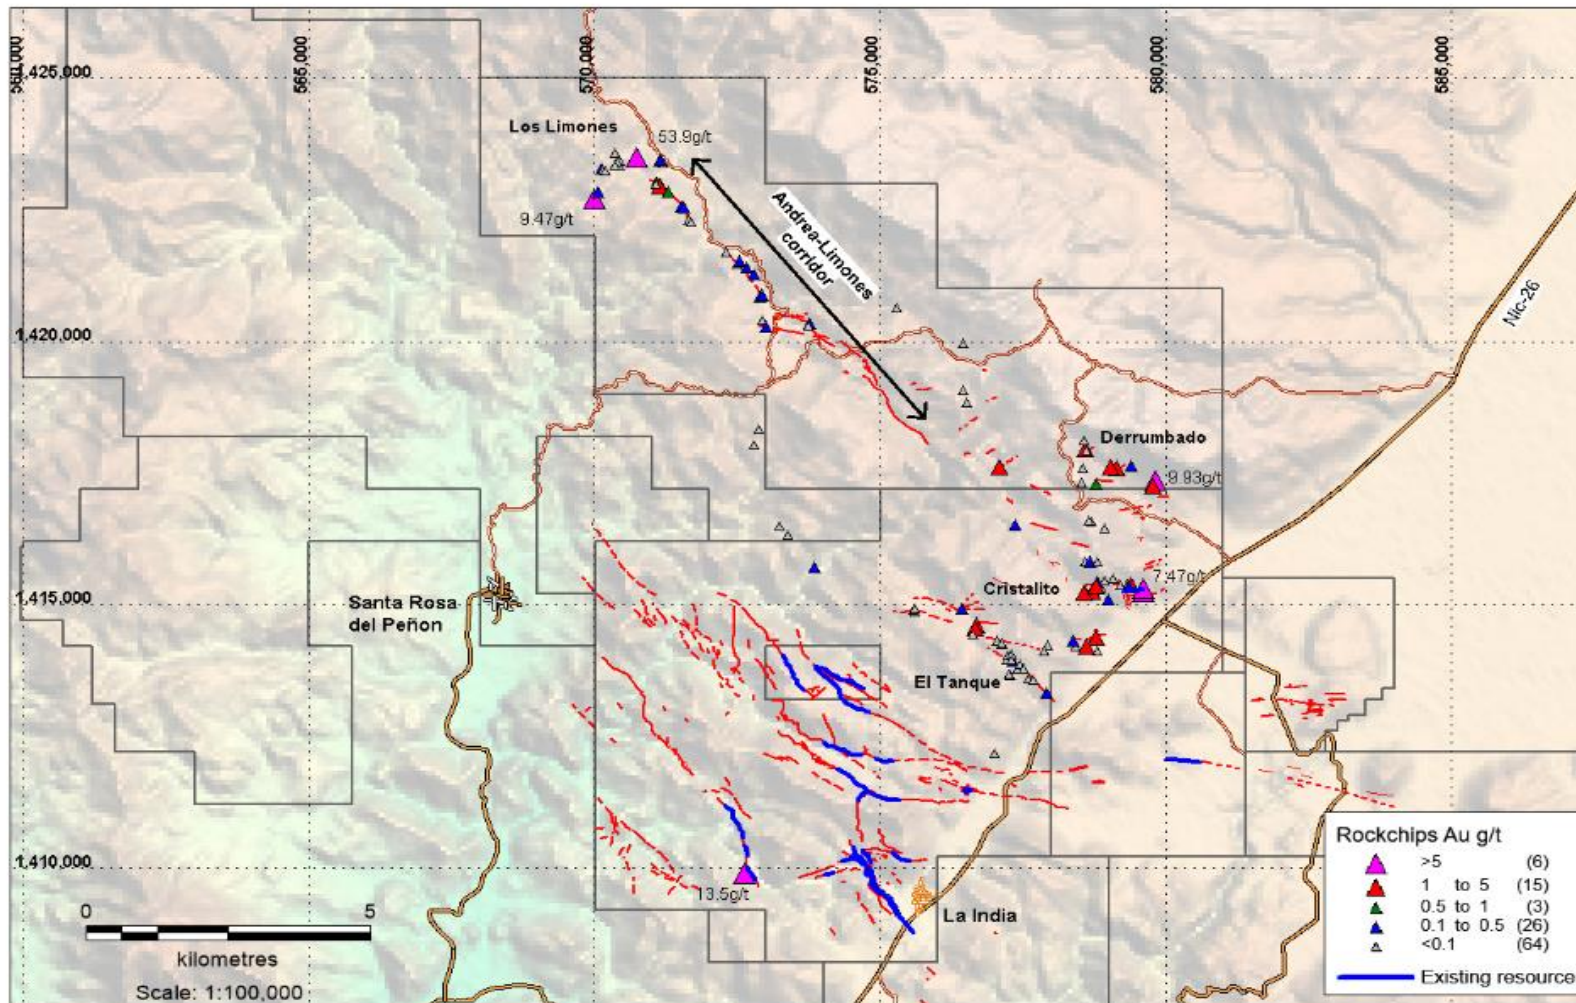 560,000
565,000
570,000
575,000
580,000
585,000
1,425,000
Los Limones
53.9g/t
9.47g/t
Andrea-Limones
corridor
Nic-26
1,420,000
Derrumbado
9.93g/t
Cristalito
7.47g/t
1,415,000
Santa Rosa
del Peñon
El Tanque
1,410,000
13.5g/t
La India
0 5
kilometres
Scale: 1:100,000
Rockchips Au g/t
>5 (6)
1 to 5 (15)
0.5 to 1 (3)
0.1 to 0.5 (26)
<0.1 (64)
Existing resource